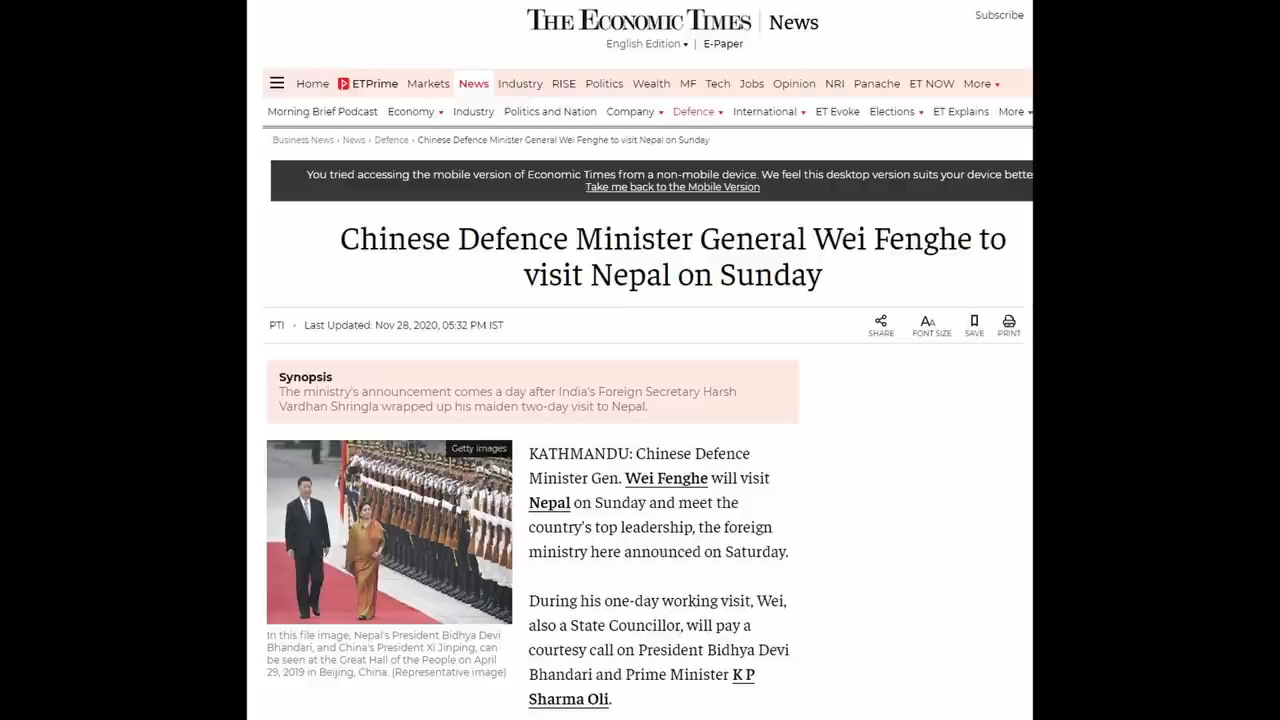 THE ECONOMIC TIMES | News
Subscribe
English Edition ▾ | E-Paper
Home ETPrime Markets News Industry RISE Politics Wealth MF Tech Jobs Opinion NRI Panache ET NOW More ▾
Morning Brief Podcast Economy ▾ Industry Politics and Nation Company ▾ Defence ▾ International ▾ ET Evoke Elections ▾ ET Explains More ▾
Business News › News › Defence › Chinese Defence Minister General Wei Fenghe to visit Nepal on Sunday
You tried accessing the mobile version of Economic Times from a non-mobile device. We feel this desktop version suits your device bette
Take me back to the Mobile Version
Chinese Defence Minister General Wei Fenghe to
visit Nepal on Sunday
PTI • Last Updated: Nov 28, 2020, 05:32 PM IST
SHARE FONT SIZE SAVE PRINT
Synopsis
The ministry's announcement comes a day after India's Foreign Secretary Harsh
Vardhan Shringla wrapped up his maiden two-day visit to Nepal.
Getty Images
In this file image, Nepal's President Bidhya Devi
Bhandari, and China's President Xi Jinping, can
be seen at the Great Hall of the People on April
29, 2019 in Beijing, China. (Representative image)
KATHMANDU: Chinese Defence
Minister Gen. Wei Fenghe will visit
Nepal on Sunday and meet the
country's top leadership, the foreign
ministry here announced on Saturday.
During his one-day working visit, Wei,
also a State Councillor, will pay a
courtesy call on President Bidhya Devi
Bhandari and Prime Minister K P
Sharma Oli.